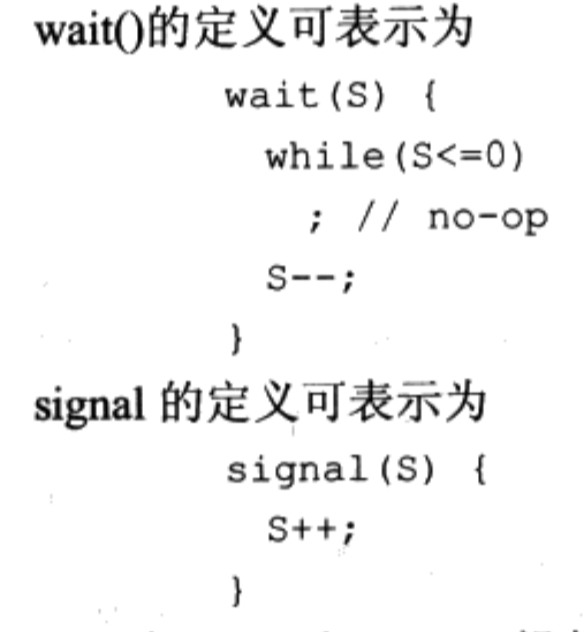 wait()的定义可表示为
wait(S) {
while(S<=0)
; // no-op
S--;
}
signal 的定义可表示为
signal(S) {
S++;
}